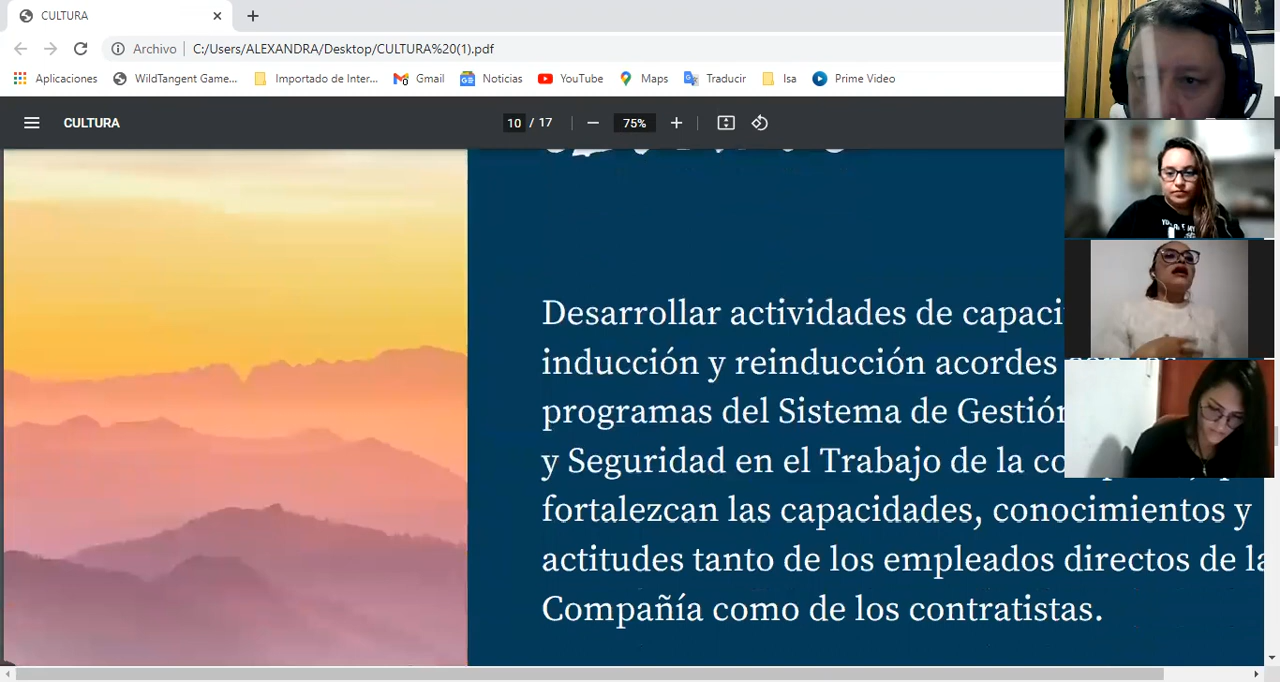 CULTURA
Archivo C:/Users/ALEXANDRA/Desktop/CULTURA%20(1).pdf
Aplicaciones WildTangent Game... Importado de Inter... Gmail Noticias YouTube Maps Traducir Isa Prime Video
CULTURA 10 / 17 75%
Desarrollar actividades de
inducción y reinducción acordes
programas del Sistema de Gestión
y Seguridad en el Trabajo de la
fortalezcan las capacidades, conocimientos y
actitudes tanto de los empleados directos de la
Compañía como de los contratistas.